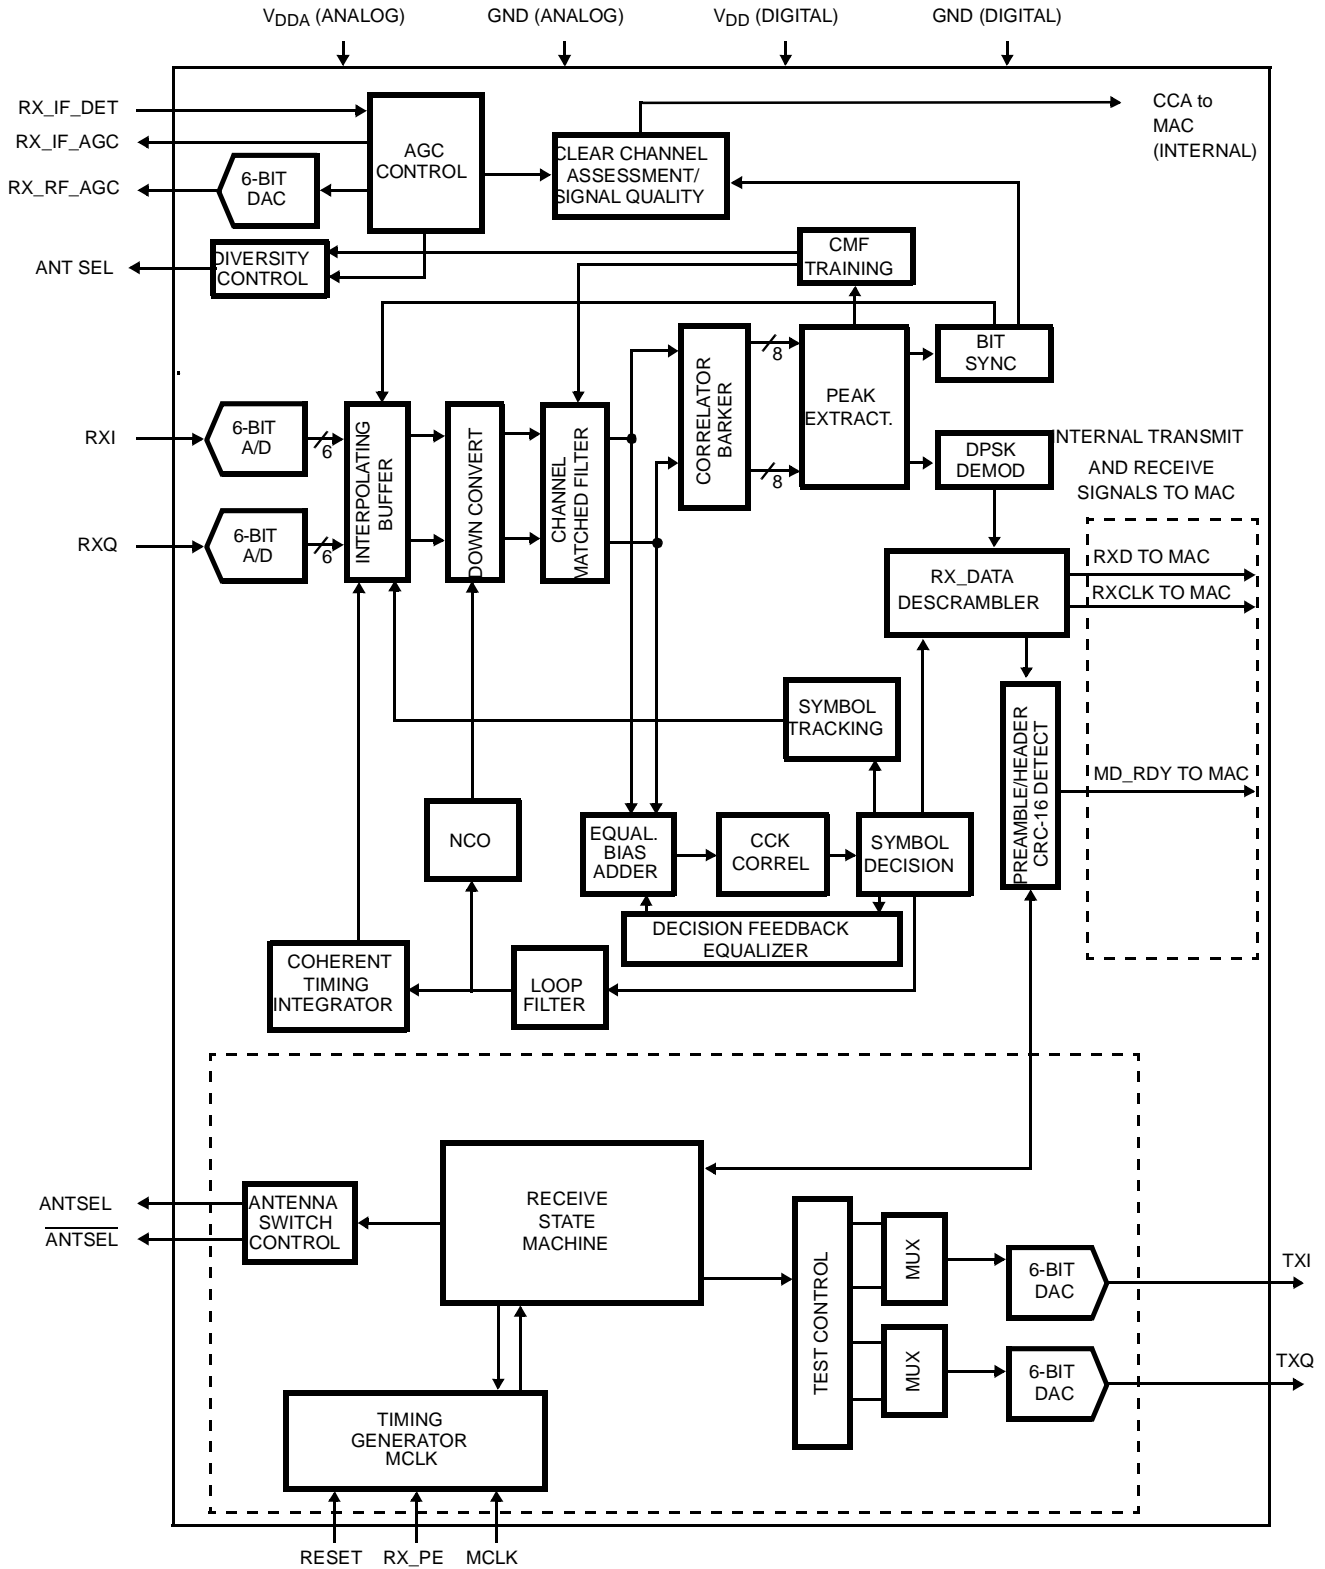 VDDA (ANALOG)
GND (ANALOG)
VDD (DIGITAL)
GND (DIGITAL)
RX_IF_DET
RX_IF_AGC
RX_RF_AGC
6-BIT
DAC
AGC
CONTROL
CLEAR CHANNEL
ASSESSMENT/
SIGNAL QUALITY
CCA to
MAC
(INTERNAL)
ANT SEL
DIVERSITY
CONTROL
CMF
TRAINING
RXI
6-BIT
A/D
6
RXQ
6-BIT
A/D
6
INTERPOLATING
BUFFER
DOWN CONVERT
CHANNEL
MATCHED FILTER
CORRELATOR
BARKER
8
8
PEAK
EXTRACT.
BIT
SYNC
DPSK
DEMOD
INTERNAL TRANSMIT
AND RECEIVE
SIGNALS TO MAC
RX_DATA
DESCRAMBLER
RXD TO MAC
RXCLK TO MAC
SYMBOL
TRACKING
PREAMBLE/HEADER
CRC-16 DETECT
MD_RDY TO MAC
NCO
EQUAL.
BIAS
ADDER
CCK
CORREL
SYMBOL
DECISION
DECISION FEEDBACK
EQUALIZER
COHERENT
TIMING
INTEGRATOR
LOOP
FILTER
ANTSEL
ANTSEL
ANTENNA
SWITCH
CONTROL
RECEIVE
STATE
MACHINE
TEST CONTROL
MUX
MUX
6-BIT
DAC
6-BIT
DAC
TXI
TXQ
TIMING
GENERATOR
MCLK
RESET
RX_PE
MCLK